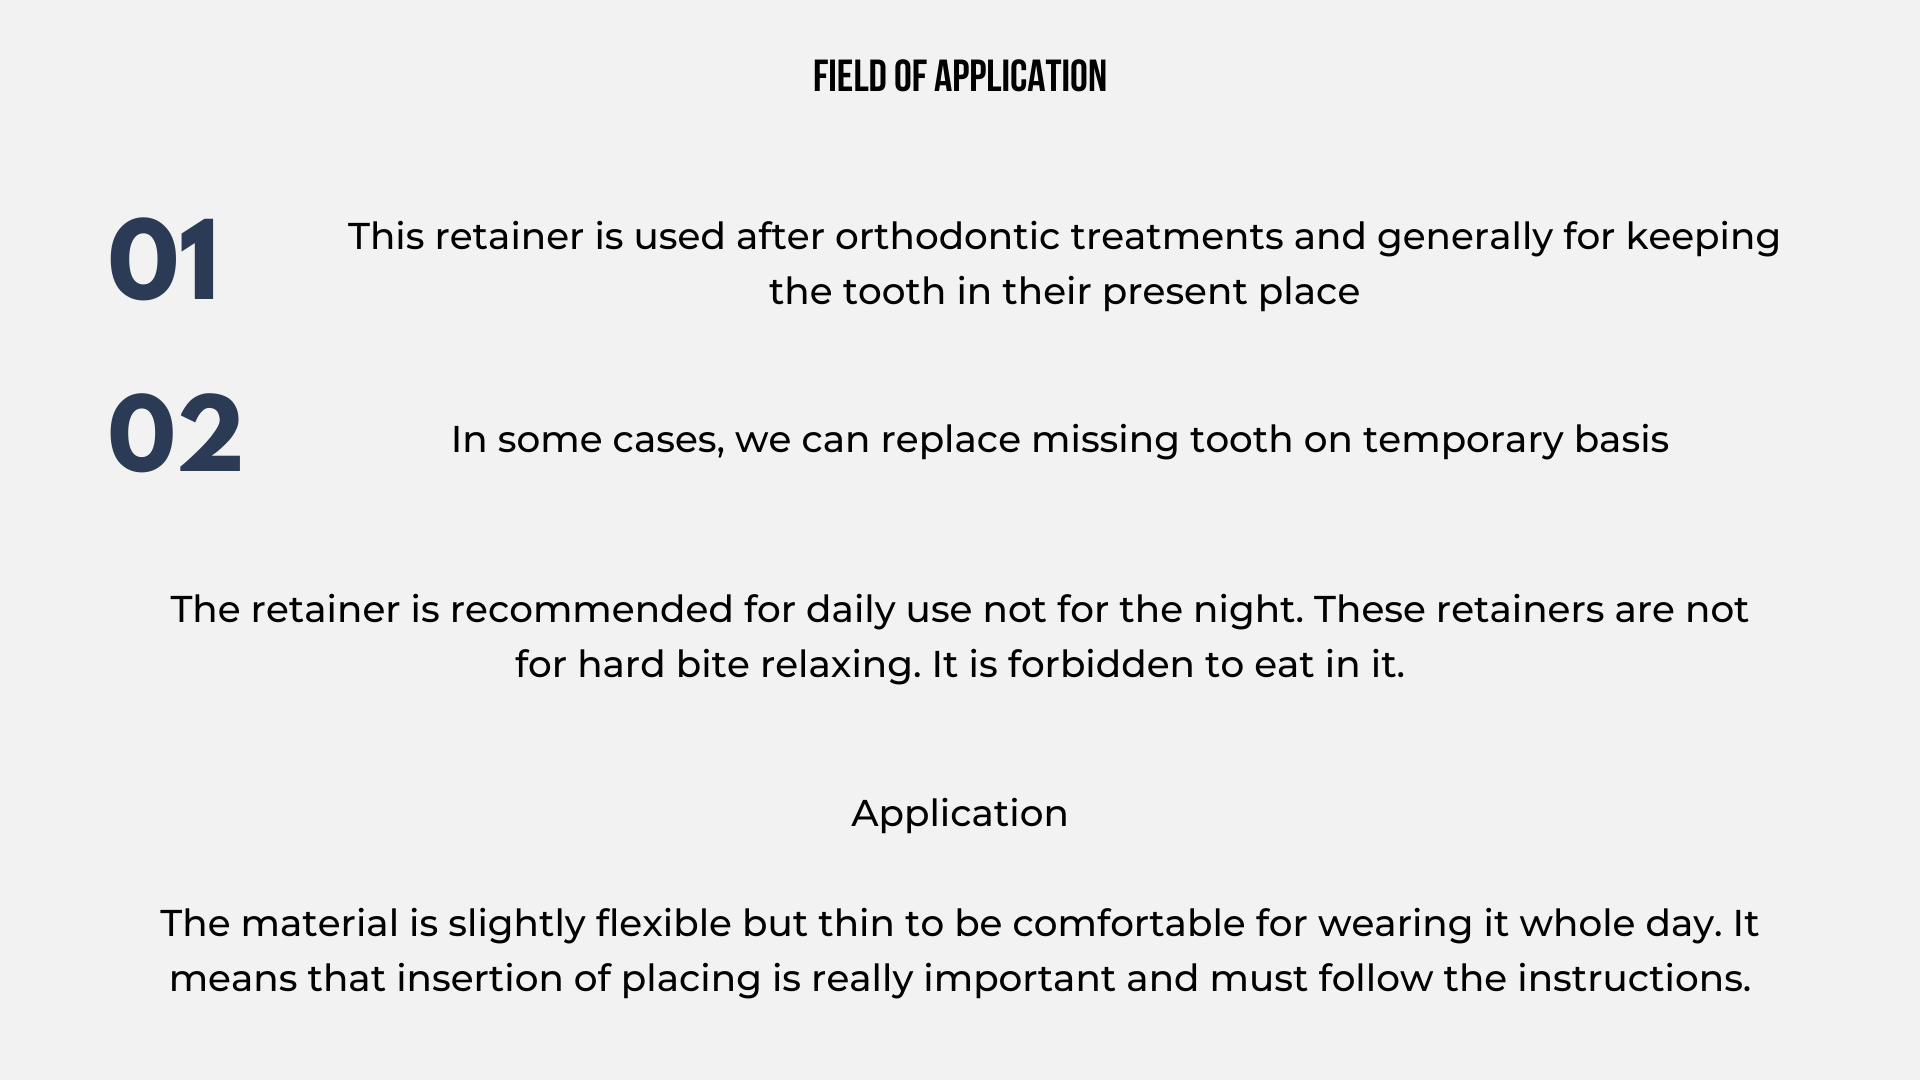 FIELD OF APPLICATION
01
This retainer is used after orthodontic treatments and generally for keeping
the tooth in their present place
02
In some cases, we can replace missing tooth on temporary basis
The retainer is recommended for daily use not for the night. These retainers are not
for hard bite relaxing. It is forbidden to eat in it.
Application
The material is slightly flexible but thin to be comfortable for wearing it whole day. It
means that insertion of placing is really important and must follow the instructions.